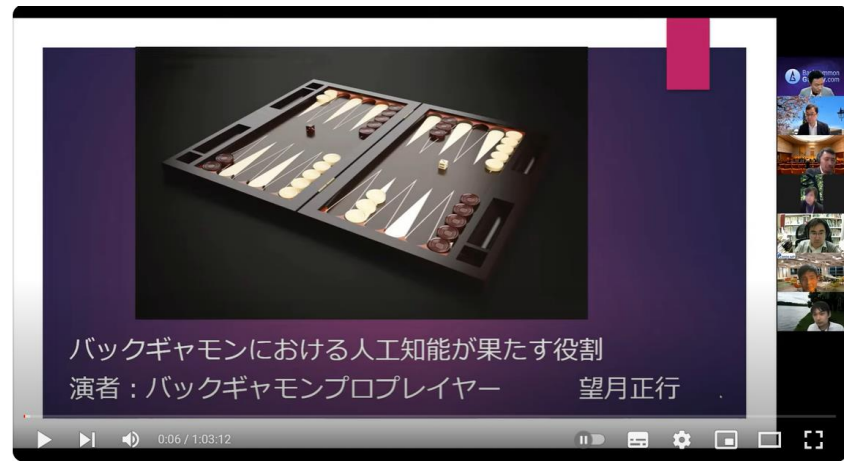 バックギャモンにおける人工知能が果たす役割
演者：バックギャモンプロプレイヤー 望月正行
0:06 / 1:03:12